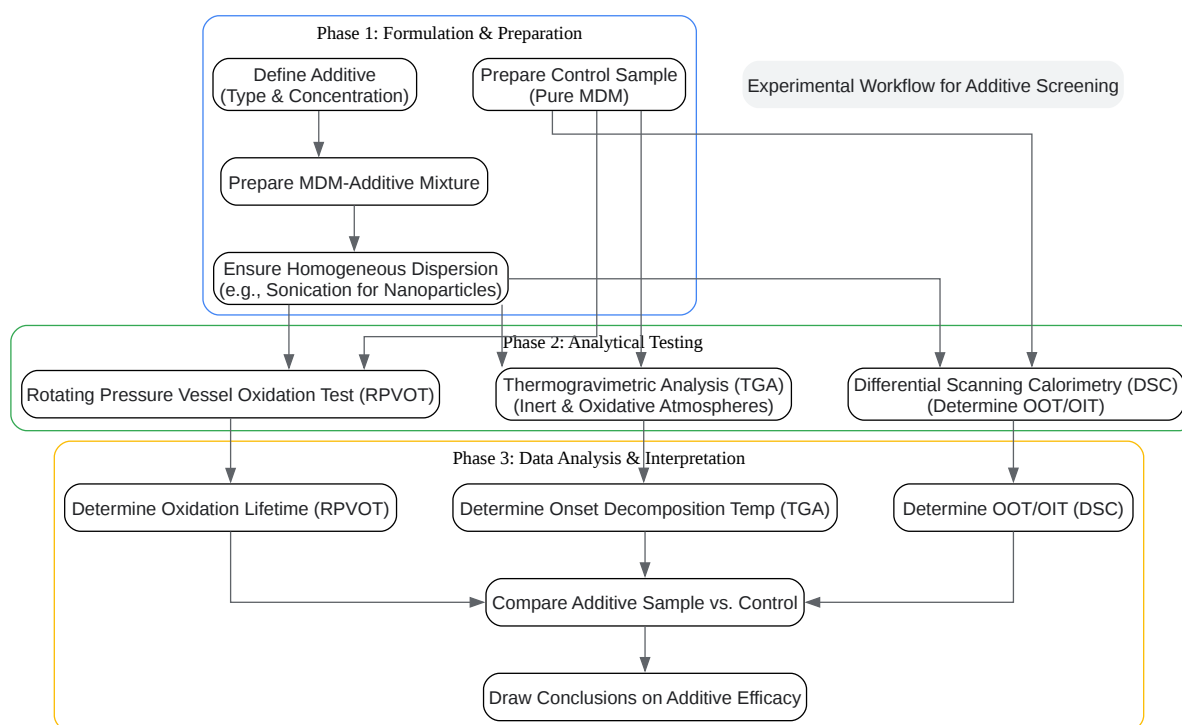 Phase 1: Formulation & Preparation
Define Additive
(Type & Concentration)
Prepare Control Sample
(Pure MDM)
Experimental Workflow for Additive Screening
Prepare MDM-Additive Mixture
Ensure Homogeneous Dispersion
(e.g., Sonication for Nanoparticles)
Phase 2: Analytical Testing
Rotating Pressure Vessel Oxidation Test (RPVOT)
Thermogravimetric Analysis (TGA)
(Inert & Oxidative Atmospheres)
Differential Scanning Calorimetry (DSC)
(Determine OOT/OIT)
Phase 3: Data Analysis & Interpretation
Determine Oxidation Lifetime (RPVOT)
Determine Onset Decomposition Temp (TGA)
Determine OOT/OIT (DSC)
Compare Additive Sample vs. Control
Draw Conclusions on Additive Efficacy